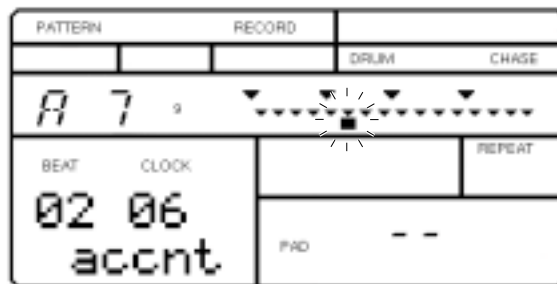 PATTERN RECORD
DRUM CHASE
A 7 9
BEAT CLOCK REPEAT
02 06
accnt
PAD --